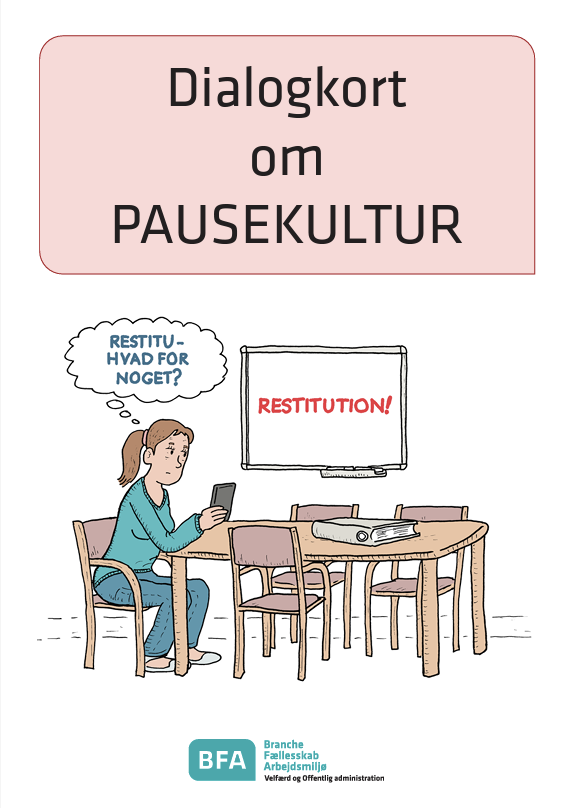 Dialogkort
om
PAUSEKULTUR
RESTITU-
HVAD FOR
NOGET?
RESTITUTION!
BFA
Branche
Fællesskab
Arbejdsmiljø
Velfærd og Offentlig administration